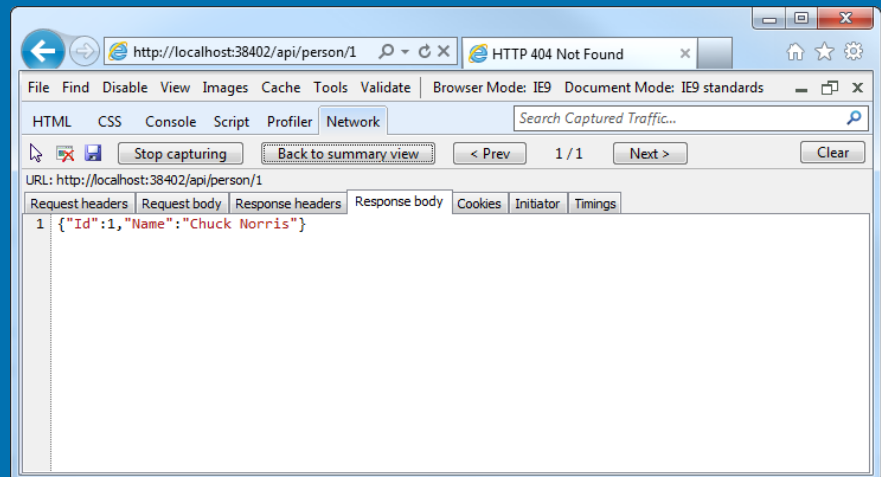 http://localhost:38402/api/person/1 HTTP 404 Not Found
File Find Disable View Images Cache Tools Validate Browser Mode: IE9 Document Mode: IE9 standards
HTML CSS Console Script Profiler Network Search Captured Traffic...
Stop capturing Back to summary view < Prev 1 / 1 Next > Clear
URL: http://localhost:38402/api/person/1
Request headers Request body Response headers Response body Cookies Initiator Timings
1 {"Id":1,"Name":"Chuck Norris"}